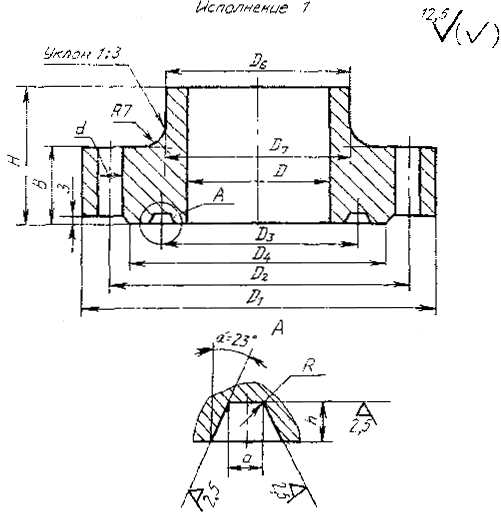 Исполнение 1
12,5
(√)
Уклон 1:3
D6
d
R7
H
B
D7
D
3
A
D3
D4
D2
D1
A
α=23°
R
h
2,5
a
2,5
2,5